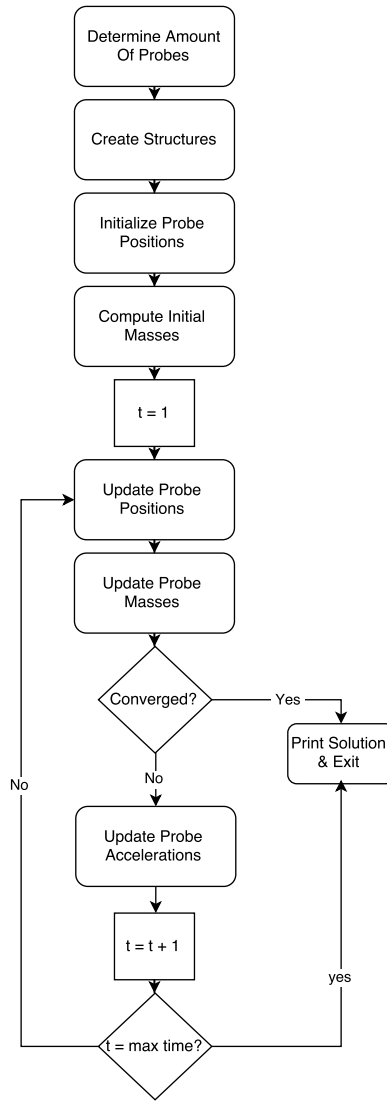 Determine Amount
Of Probes
Create Structures
Initialize Probe
Positions
Compute Initial
Masses
t = 1
Update Probe
Positions
Update Probe
Masses
Converged?
Yes
Print Solution
& Exit
No
No
Update Probe
Accelerations
t = t + 1
yes
t = max time?